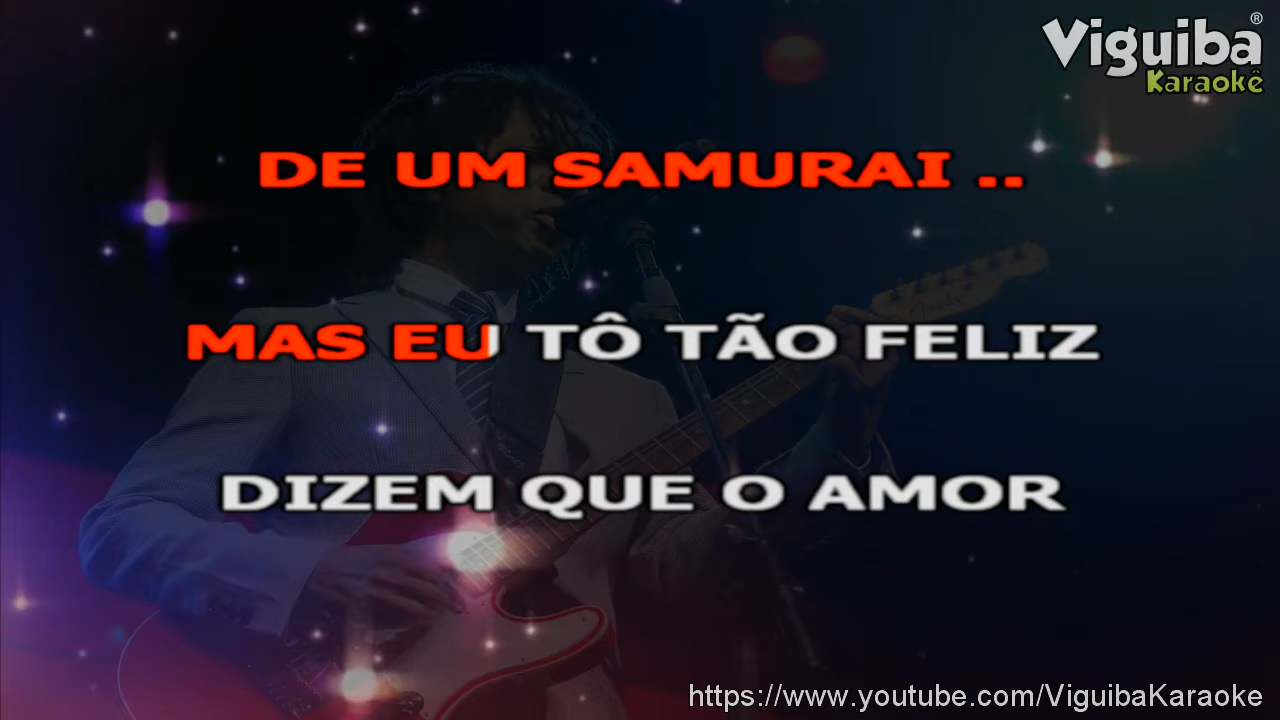 Viguiba®
Karaokê
DE UM SAMURAI ..
MAS EU TÔ TÃO FELIZ
DIZEM QUE O AMOR
https://www.youtube.com/ViguibaKaraoke